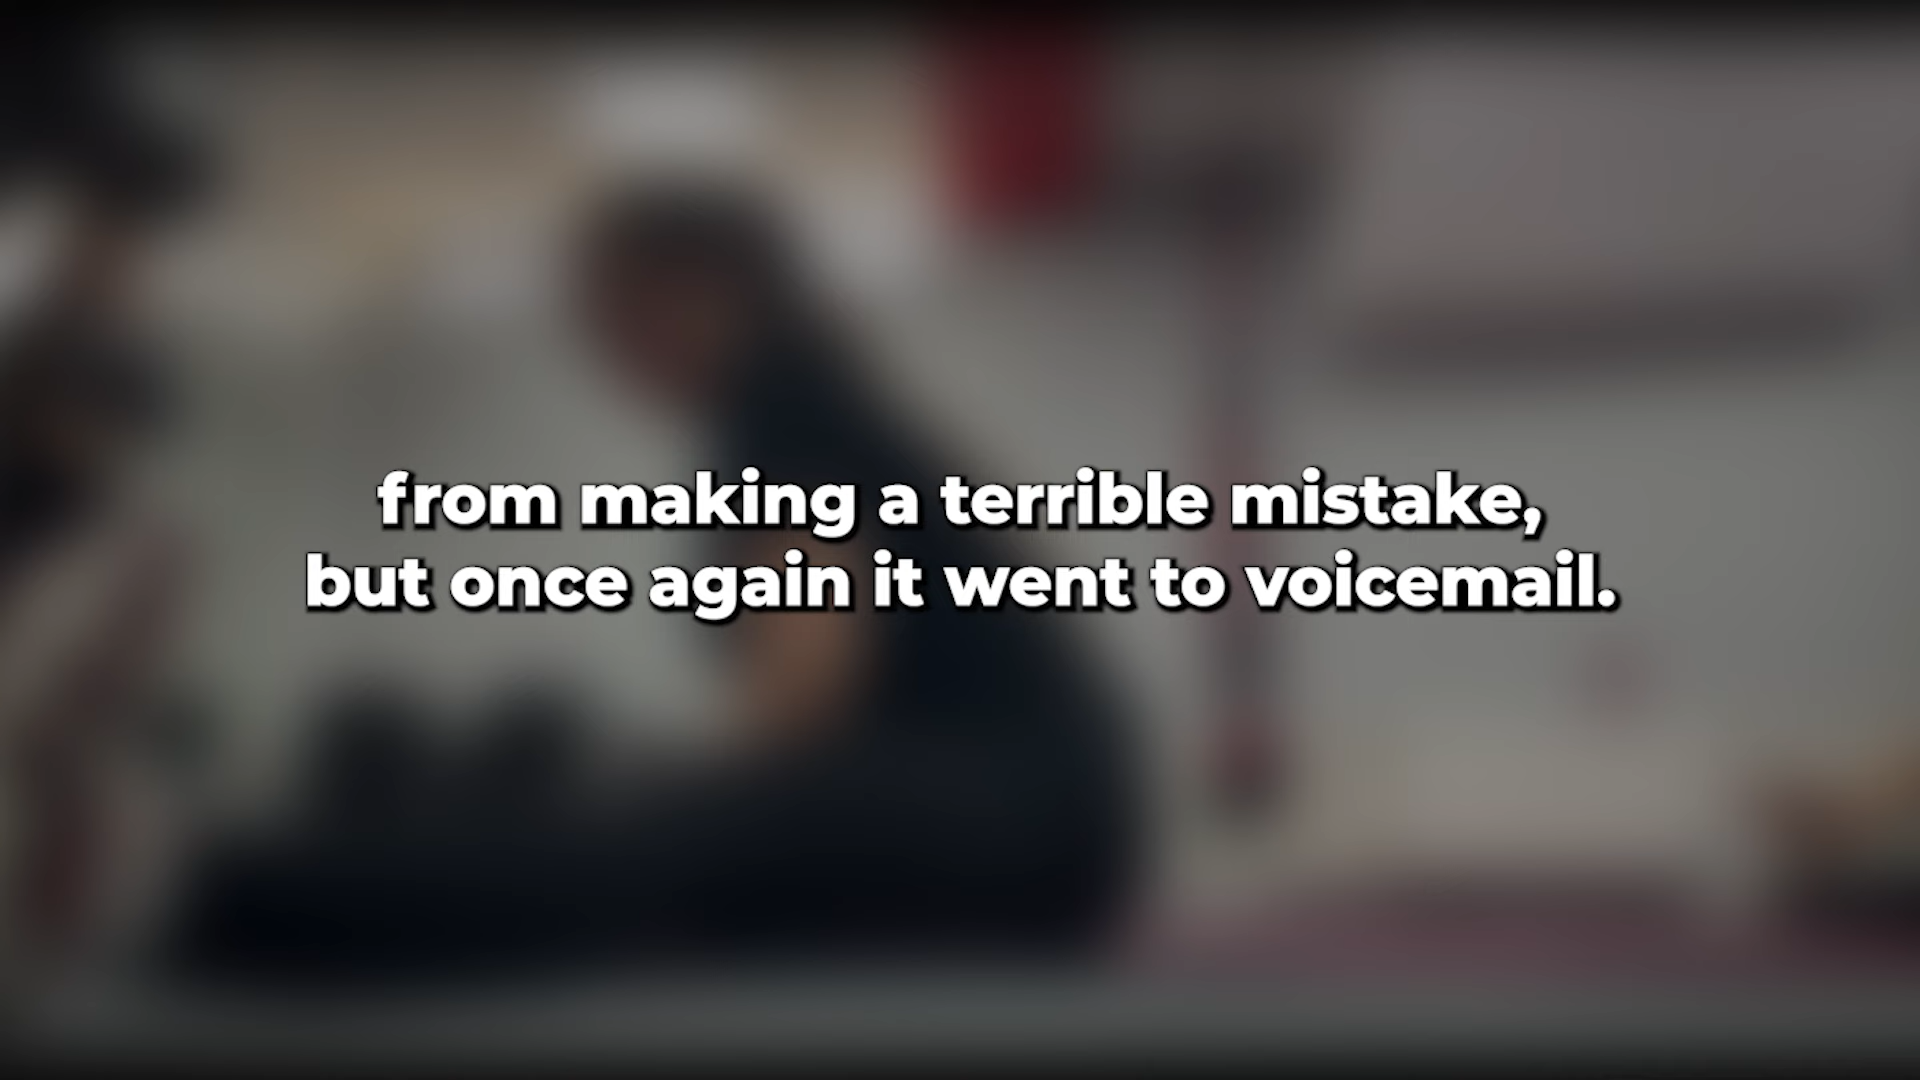 from making a terrible mistake,
but once again it went to voicemail.